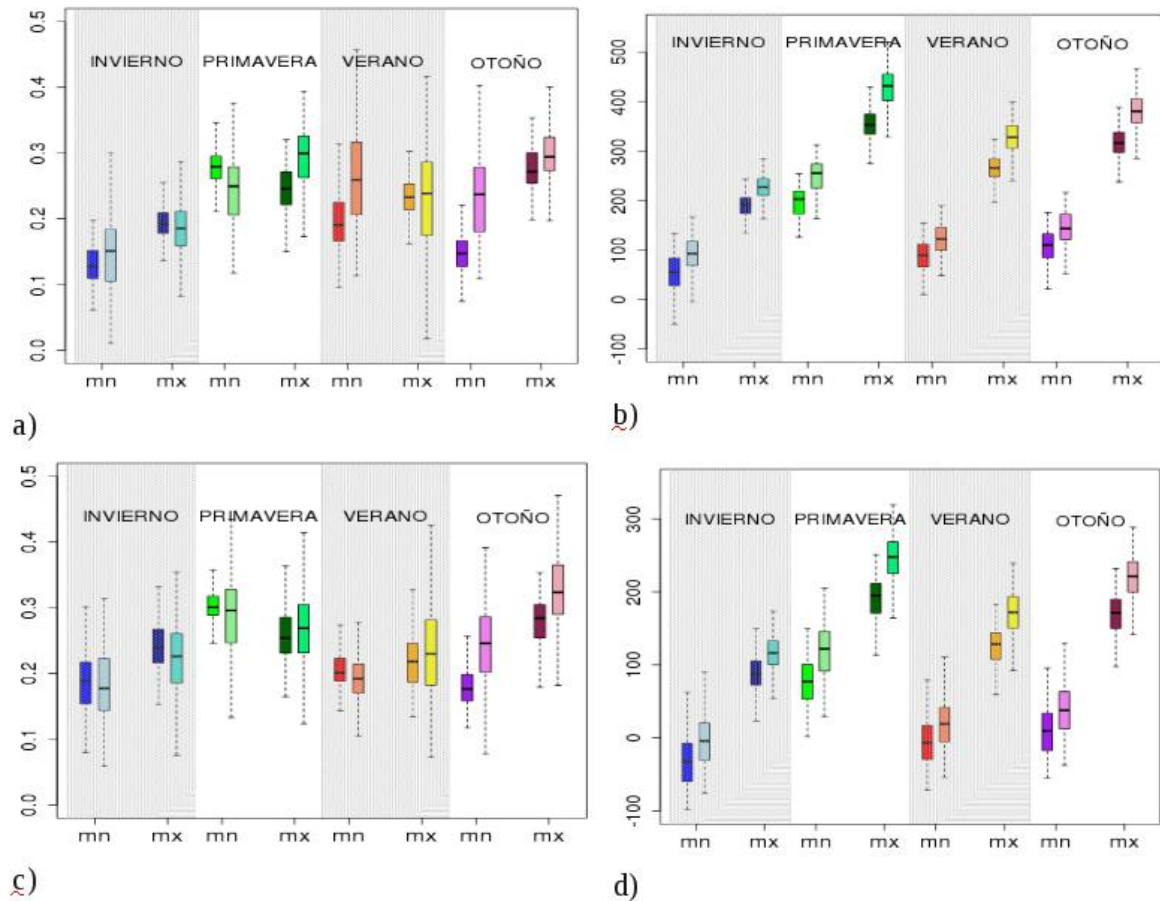 0.5
0.4
0.3
0.2
0.1
0.0
INVIERNO PRIMAVERA VERANO OTOÑO
mn mx mn mx mn mx mn mx
a)
500
400
300
200
100
0
-100
INVIERNO PRIMAVERA VERANO OTOÑO
mn mx mn mx mn mx mn mx
b)
0.5
0.4
0.3
0.2
0.1
0.0
INVIERNO PRIMAVERA VERANO OTOÑO
mn mx mn mx mn mx mn mx
c)
300
200
100
0
-100
INVIERNO PRIMAVERA VERANO OTOÑO
mn mx mn mx mn mx mn mx
d)